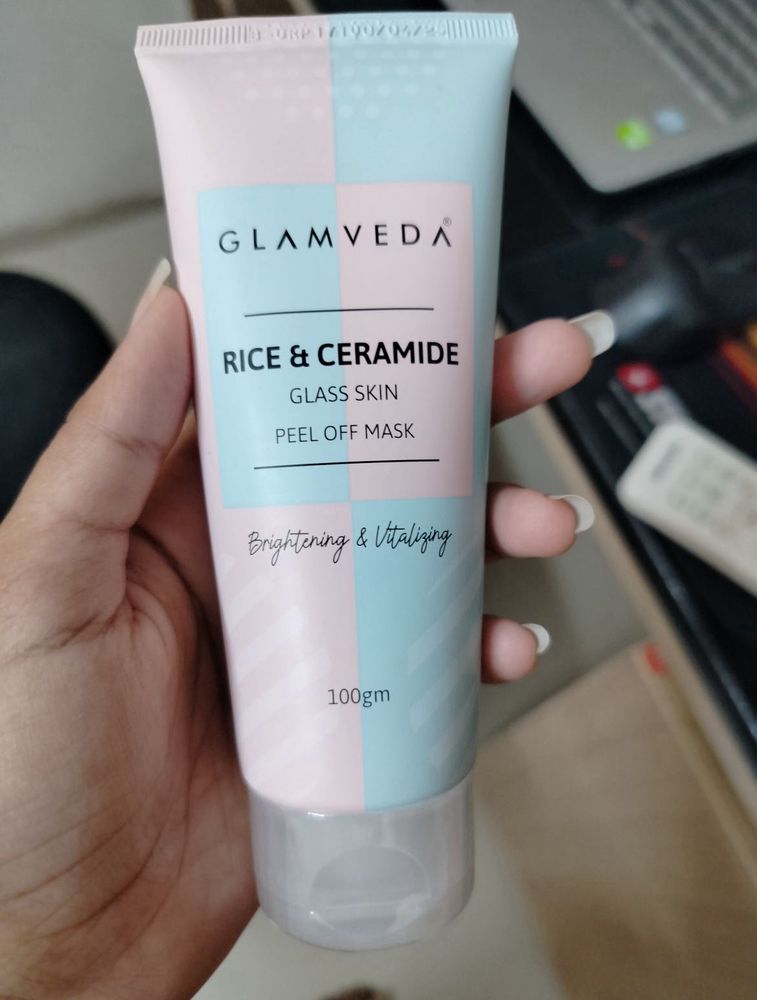 GLAMVEDA®
RICE & CERAMIDE
GLASS SKIN
PEEL OFF MASK
Brightening & Vitalizing
100gm